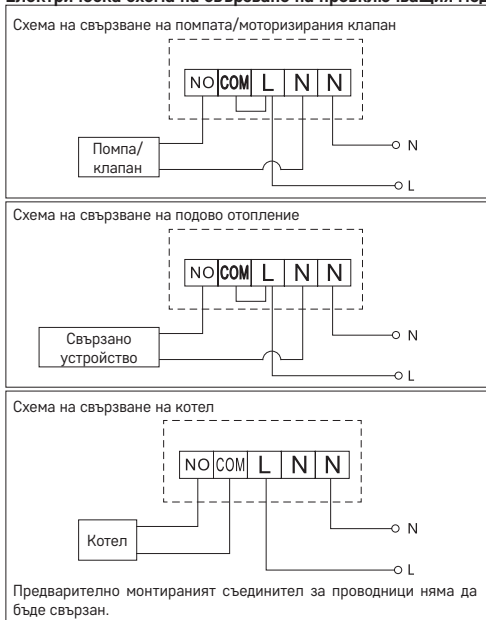 Схема на свързване на помпата/моторизирания клапан
NO COM L N N
Помпа/
клапан
N
L
Схема на свързване на подово отопление
NO COM L N N
Свързано
устройство
N
L
Схема на свързване на котел
NO COM L N N
Котел
N
L
Предварително монтираният съединител за проводници няма да
бъде свързан.